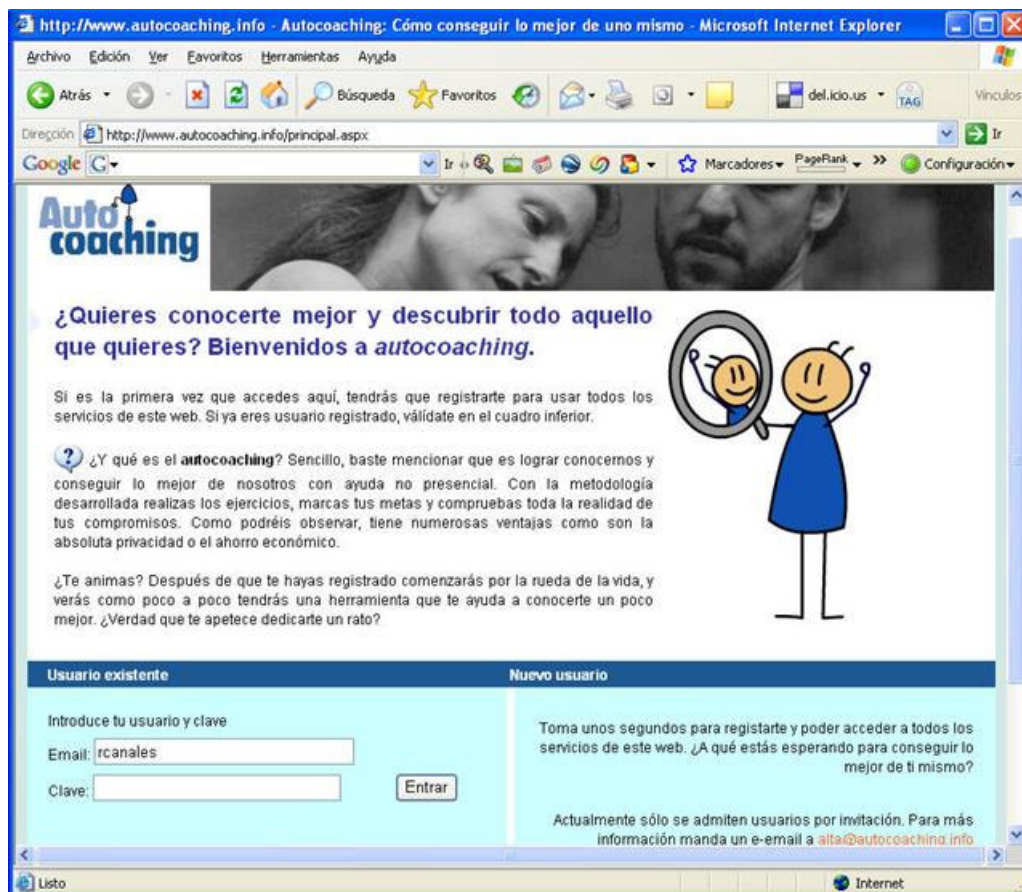 http://www.autocoaching.info - Autocoaching: Cómo conseguir lo mejor de uno mismo - Microsoft Internet Explorer
Archivo Edición Ver Favoritos Herramientas Ayuda
Atrás Búsqueda Favoritos del.icio.us TAG Vínculos
Dirección http://www.autocoaching.info/principal.aspx Ir
Google G Ir Marcadores PageRank Configuración
Auto
coaching
¿Quieres conocerte mejor y descubrir todo aquello
que quieres? Bienvenidos a autocoaching.
Si es la primera vez que accedes aquí, tendrás que registrarte para usar todos los
servicios de este web. Si ya eres usuario registrado, válidate en el cuadro inferior.
? ¿Y qué es el autocoaching? Sencillo, baste mencionar que es lograr conocernos y
conseguir lo mejor de nosotros con ayuda no presencial. Con la metodología
desarrollada realizas los ejercicios, marcas tus metas y compruebas toda la realidad de
tus compromisos. Como podréis observar, tiene numerosas ventajas como son la
absoluta privacidad o el ahorro económico.
¿Te animas? Después de que te hayas registrado comenzarás por la rueda de la vida, y
verás como poco a poco tendrás una herramienta que te ayuda a conocerte un poco
mejor. ¿Verdad que te apetece dedicarte un rato?
Usuario existente
Introduce tu usuario y clave
Email: rcanales
Clave: Entrar
Nuevo usuario
Toma unos segundos para registarte y poder acceder a todos los
servicios de este web. ¿A qué estás esperando para conseguir lo
mejor de ti mismo?
Actualmente sólo se admiten usuarios por invitación. Para más
información manda un e-email a alta@autocoaching.info
Listo Internet